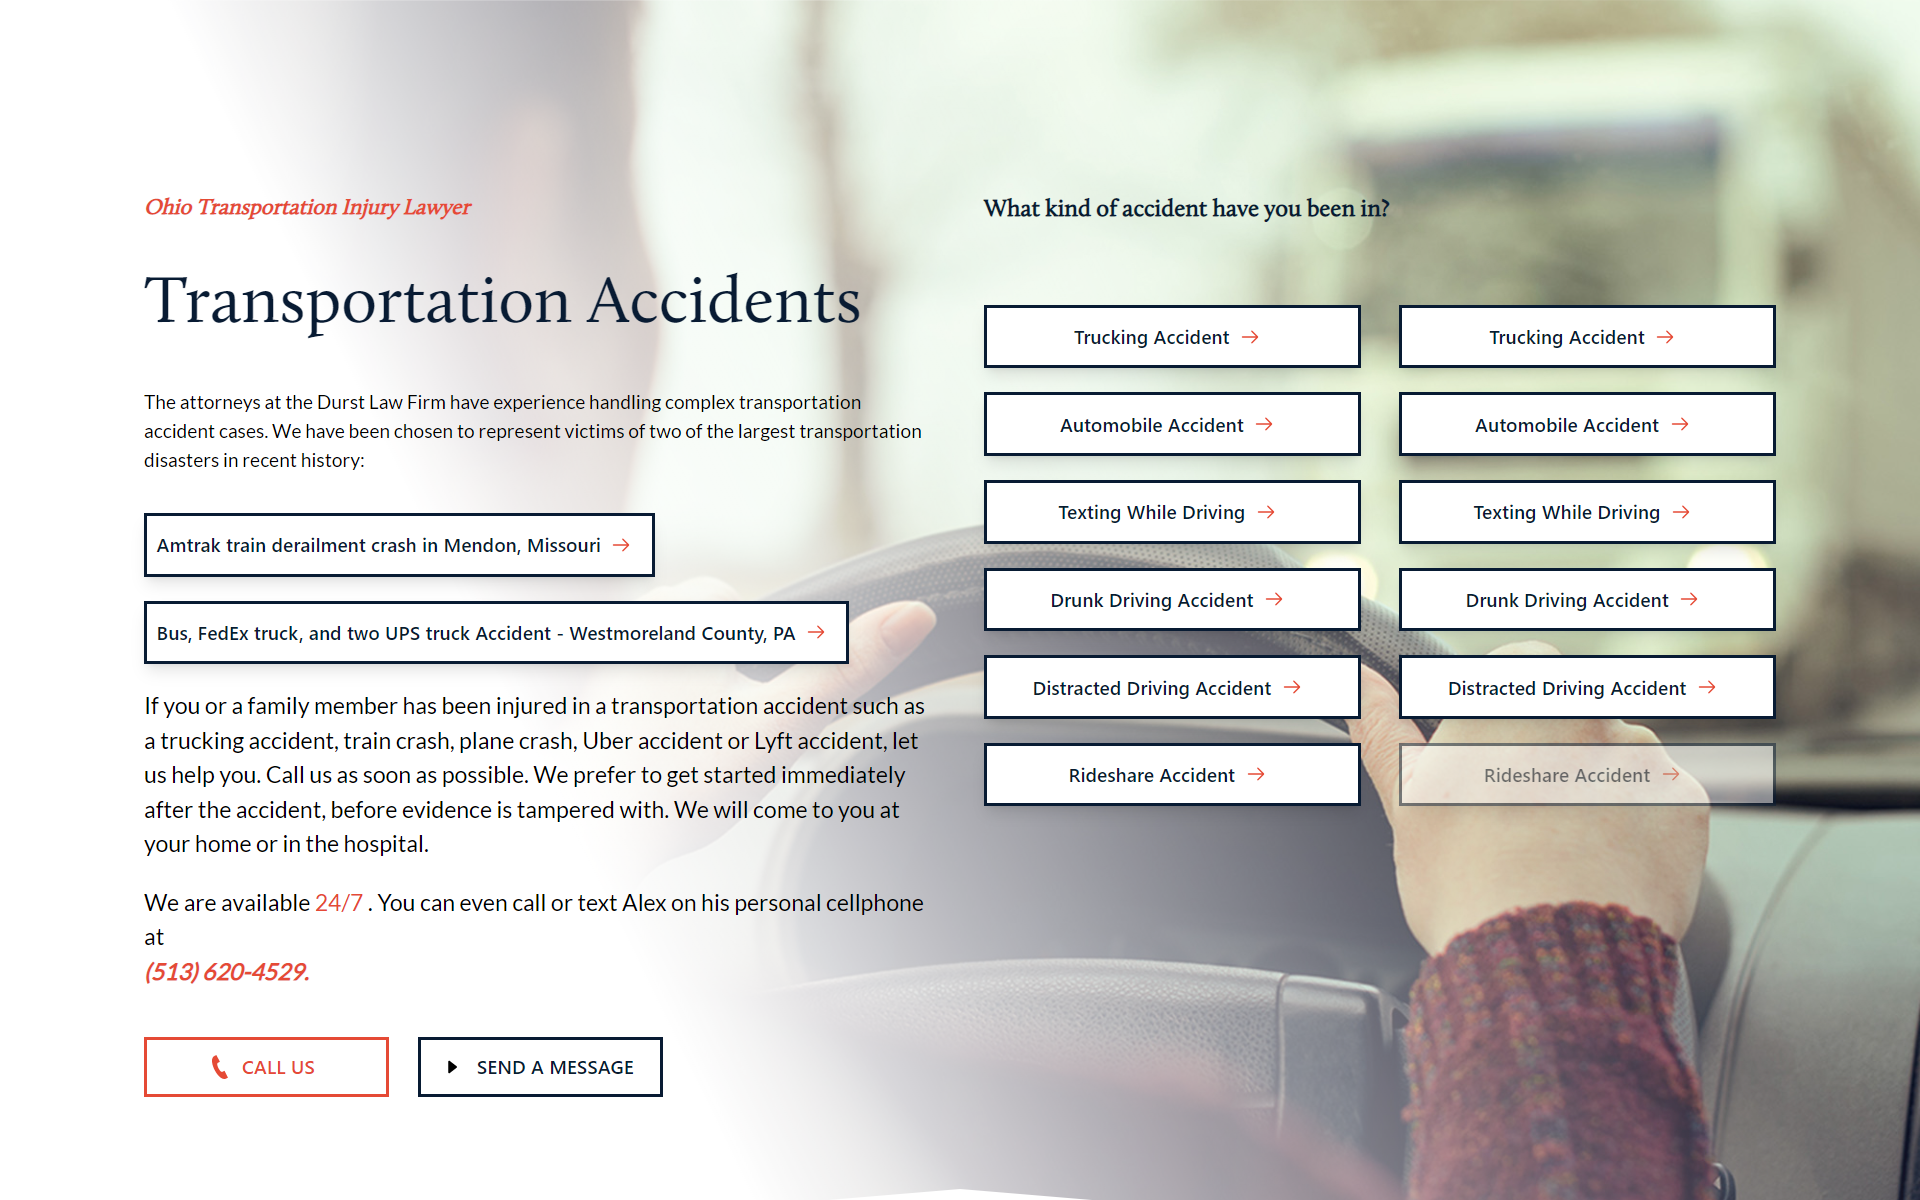 Ohio Transportation Injury Lawyer
Transportation Accidents
The attorneys at the Durst Law Firm have experience handling complex transportation
accident cases. We have been chosen to represent victims of two of the largest transportation
disasters in recent history:
Amtrak train derailment crash in Mendon, Missouri
Bus, FedEx truck, and two UPS truck Accident - Westmoreland County, PA
If you or a family member has been injured in a transportation accident such as
a trucking accident, train crash, plane crash, Uber accident or Lyft accident, let
us help you. Call us as soon as possible. We prefer to get started immediately
after the accident, before evidence is tampered with. We will come to you at
your home or in the hospital.
We are available 24/7 . You can even call or text Alex on his personal cellphone
at
(513) 620-4529.
CALL US
SEND A MESSAGE
What kind of accident have you been in?
Trucking Accident
Trucking Accident
Automobile Accident
Automobile Accident
Texting While Driving
Texting While Driving
Drunk Driving Accident
Drunk Driving Accident
Distracted Driving Accident
Distracted Driving Accident
Rideshare Accident
Rideshare Accident